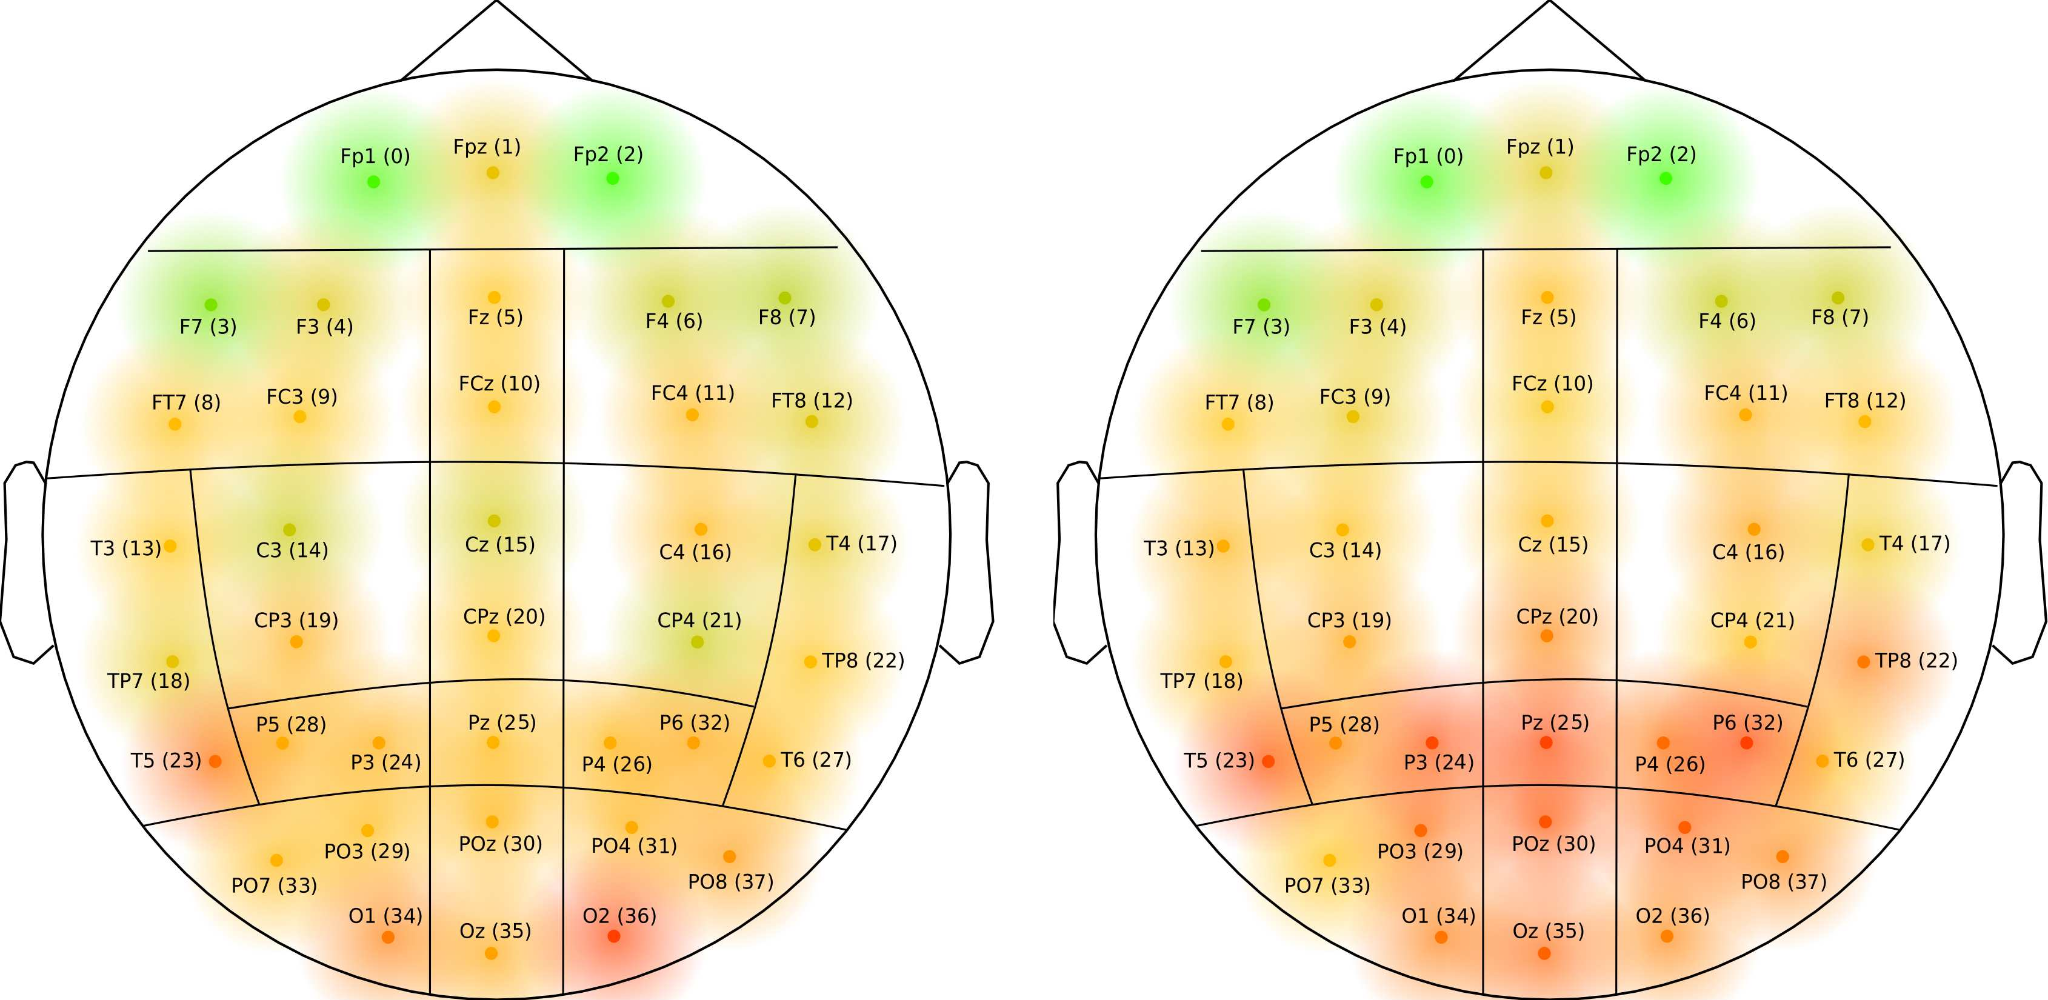 Fp1 (0)
Fpz (1)
Fp2 (2)
F7 (3)
F3 (4)
Fz (5)
F4 (6)
F8 (7)
FT7 (8)
FC3 (9)
FCz (10)
FC4 (11)
FT8 (12)
T3 (13)
C3 (14)
Cz (15)
C4 (16)
T4 (17)
TP7 (18)
CP3 (19)
CPz (20)
CP4 (21)
TP8 (22)
T5 (23)
P5 (28)
P3 (24)
Pz (25)
P4 (26)
P6 (32)
T6 (27)
PO7 (33)
PO3 (29)
POz (30)
PO4 (31)
PO8 (37)
O1 (34)
Oz (35)
O2 (36)
Fp1 (0)
Fpz (1)
Fp2 (2)
F7 (3)
F3 (4)
Fz (5)
F4 (6)
F8 (7)
FT7 (8)
FC3 (9)
FCz (10)
FC4 (11)
FT8 (12)
T3 (13)
C3 (14)
Cz (15)
C4 (16)
T4 (17)
TP7 (18)
CP3 (19)
CPz (20)
CP4 (21)
TP8 (22)
T5 (23)
P5 (28)
P3 (24)
Pz (25)
P4 (26)
P6 (32)
T6 (27)
PO7 (33)
PO3 (29)
POz (30)
PO4 (31)
PO8 (37)
O1 (34)
Oz (35)
O2 (36)